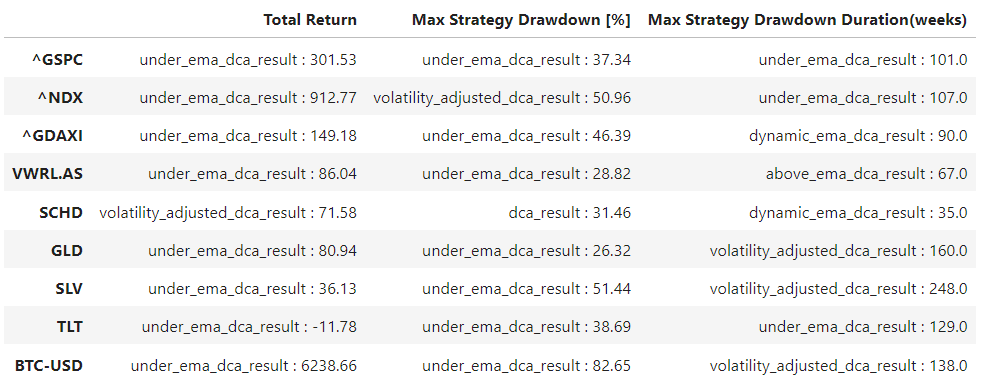 Total Return Max Strategy Drawdown [%] Max Strategy Drawdown Duration(weeks)
^GSPC under_ema_dca_result : 301.53 under_ema_dca_result : 37.34 under_ema_dca_result : 101.0
^NDX under_ema_dca_result : 912.77 volatility_adjusted_dca_result : 50.96 under_ema_dca_result : 107.0
^GDAXI under_ema_dca_result : 149.18 under_ema_dca_result : 46.39 dynamic_ema_dca_result : 90.0
VWRL.AS under_ema_dca_result : 86.04 under_ema_dca_result : 28.82 above_ema_dca_result : 67.0
SCHD volatility_adjusted_dca_result : 71.58 dca_result : 31.46 dynamic_ema_dca_result : 35.0
GLD under_ema_dca_result : 80.94 under_ema_dca_result : 26.32 volatility_adjusted_dca_result : 160.0
SLV under_ema_dca_result : 36.13 under_ema_dca_result : 51.44 volatility_adjusted_dca_result : 248.0
TLT under_ema_dca_result : -11.78 under_ema_dca_result : 38.69 under_ema_dca_result : 129.0
BTC-USD under_ema_dca_result : 6238.66 under_ema_dca_result : 82.65 volatility_adjusted_dca_result : 138.0